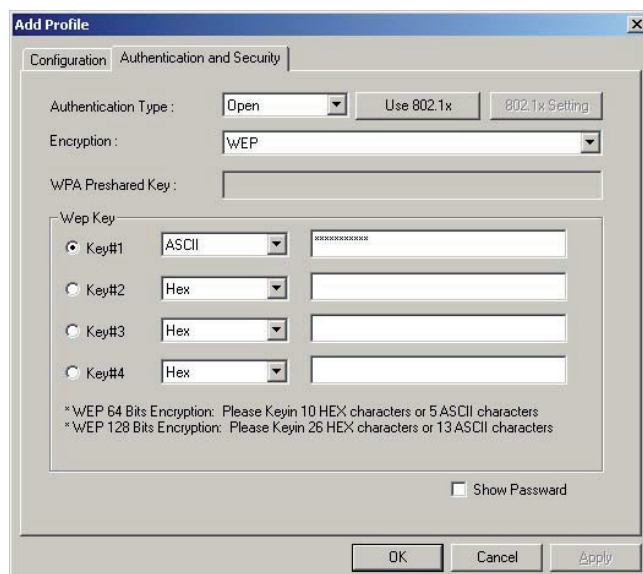 Add Profile
Configuration Authentication and Security
Authentication Type : Open Use 802.1x 802.1x Setting
Encryption : WEP
WPA Preshared Key :
Wep Key
Key#1 ASCII ***********
Key#2 Hex
Key#3 Hex
Key#4 Hex
* WEP 64 Bits Encryption: Please Keyin 10 HEX characters or 5 ASCII characters
* WEP 128 Bits Encryption: Please Keyin 26 HEX characters or 13 ASCII characters
Show Passward
OK Cancel Apply